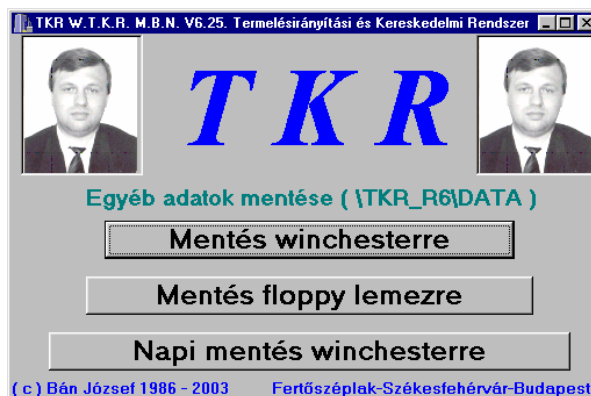 TKR W.T.K.R. M.B.N. V6.25. Termelésirányítási és Kereskedelmi Rendszer
T K R
Egyéb adatok mentése ( \TKR_R6\DATA )
Mentés winchesterre
Mentés floppy lemezre
Napi mentés winchesterre
( c ) Bán József 1986 - 2003 Fertőszéplak-Székesfehérvár-Budapest